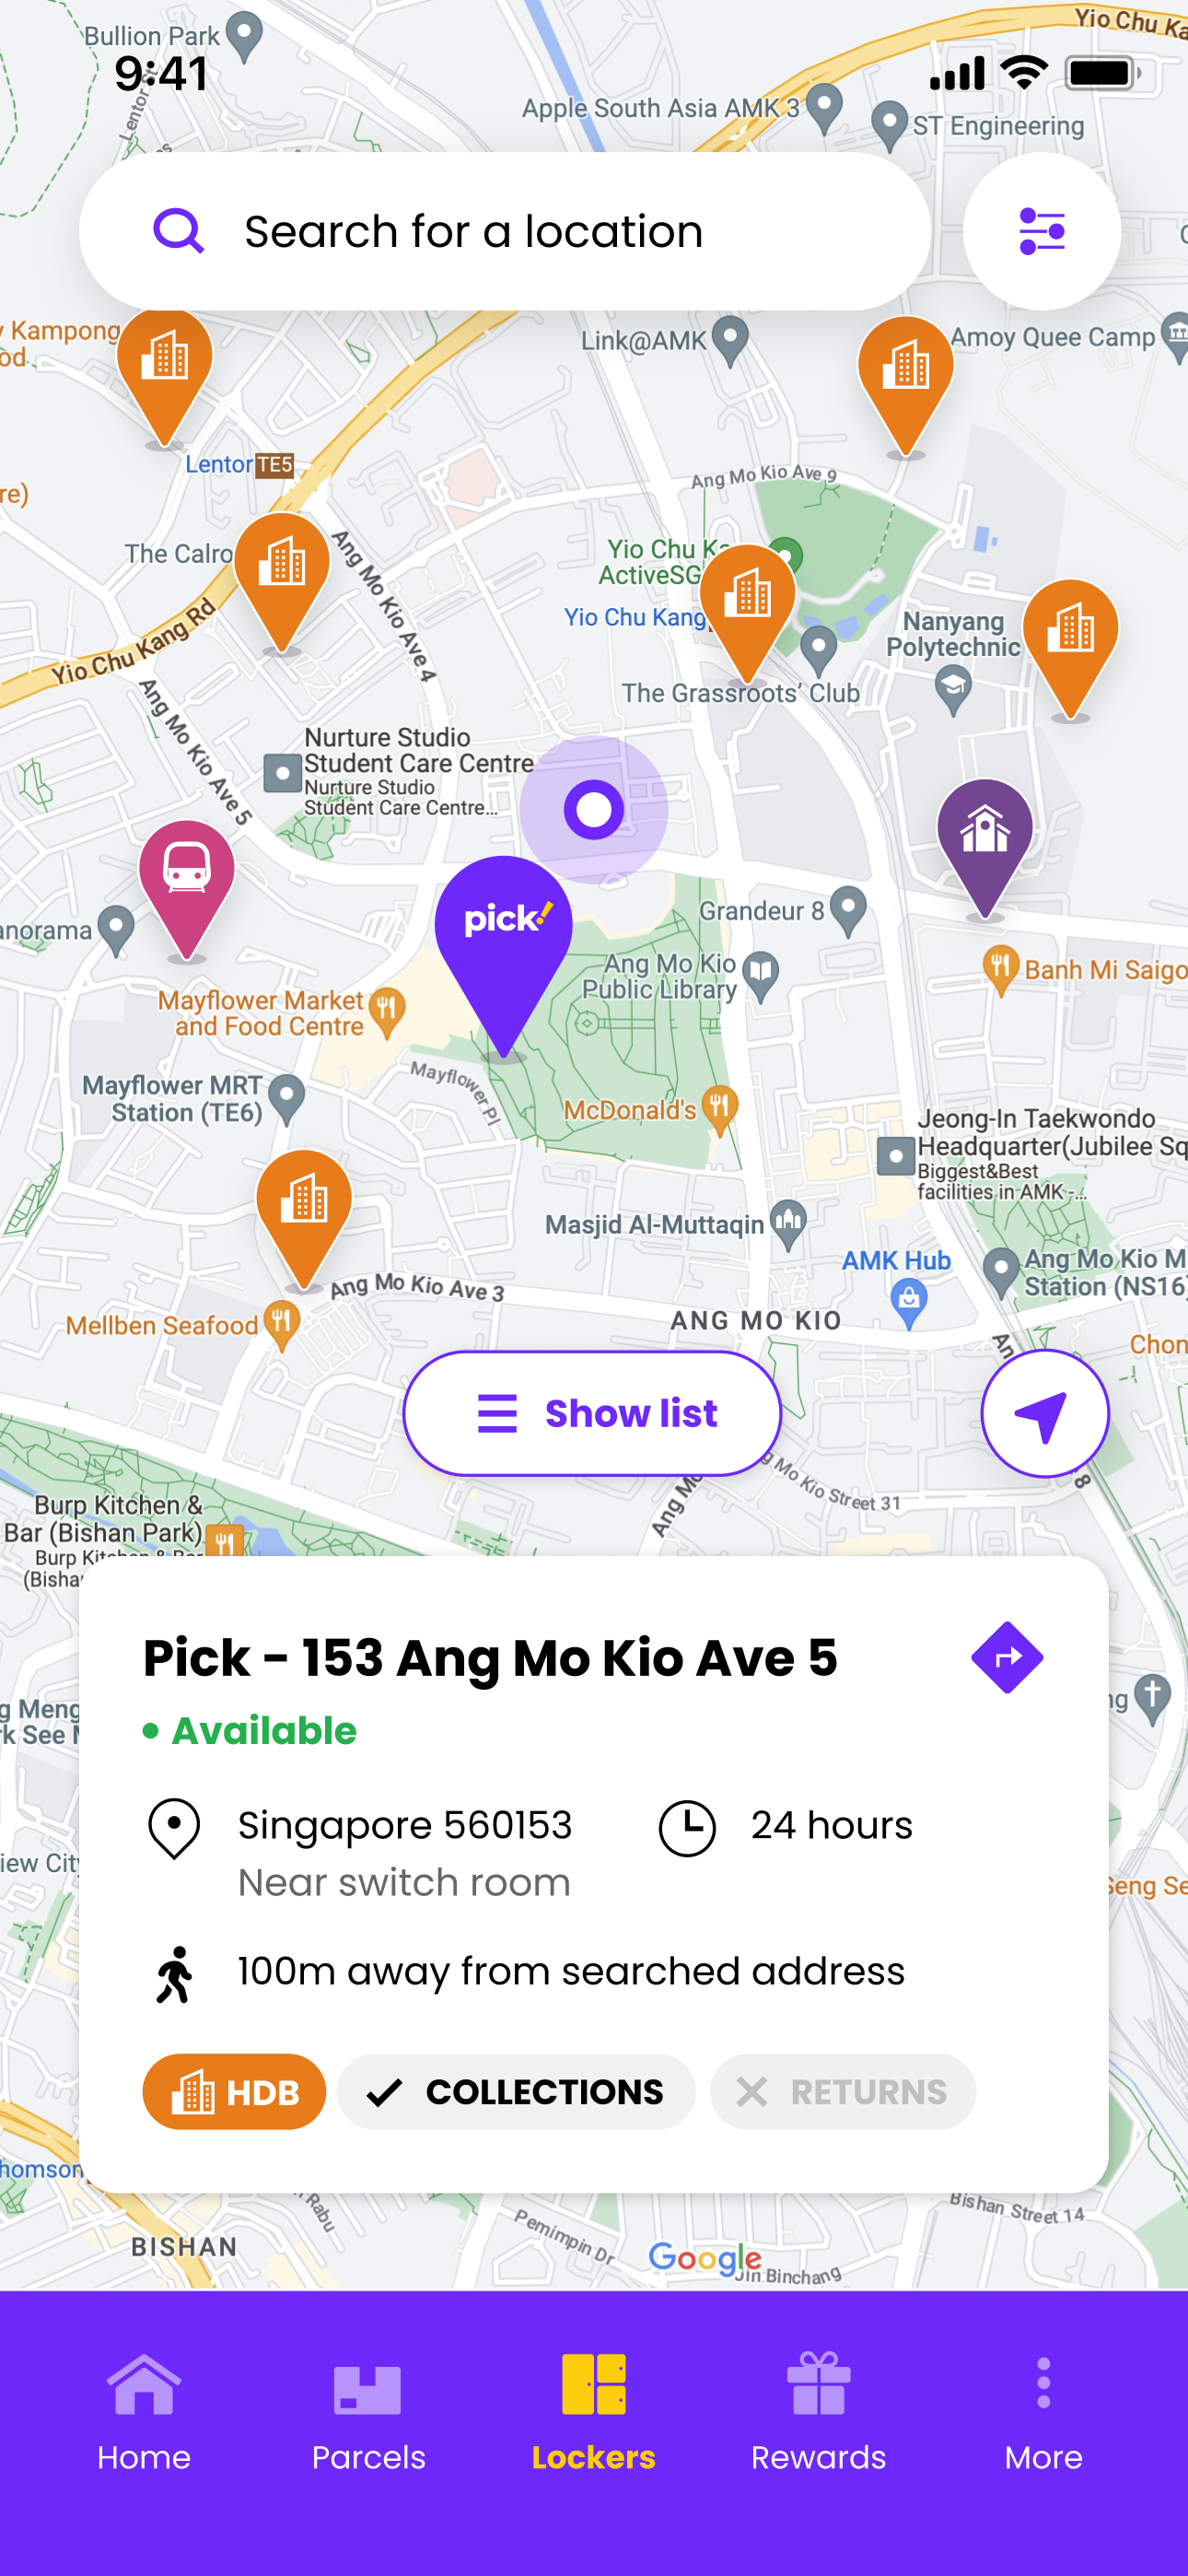 Bullion Park
Yio Chu Ka
9:41
Lentor St
Apple South Asia AMK 3
ST Engineering
Search for a location
Kampong
od
Link@AMK
Amoy Quee Camp
Lentor TE5
re)
Ang Mo Kio Ave 9
The Calro
Yio Chu Ka
ActiveSG
Ang Mo Kio Ave 4
Yio Chu Kang
Nanyang
Polytechnic
Yio Chu Kang Rd
The Grassroots’ Club
Ang Mo Kio Ave 5
Nurture Studio
Student Care Centre
Nurture Studio
Student Care Centre...
pick!
anorama
Grandeur 8
Ang Mo Kio
Public Library
Banh Mi Saigo
Mayflower Market
and Food Centre
Mayflower Pl
Mayflower MRT
Station (TE6)
McDonald's
Jeong-In Taekwondo
Headquarter(Jubilee Sq
Biggest&Best
facilities in AMK -...
Masjid Al-Muttaqin
AMK Hub
Ang Mo Kio M
Station (NS16)
Ang Mo Kio Ave 3
Mellben Seafood
ANG MO KIO
Chon
An
8
Show list
g Mo Kio Street 31
Ang Mo
Burp Kitchen &
Bar (Bishan Park)
Burp Kitchen & Bar
(Bisha
Pick - 153 Ang Mo Kio Ave 5
Available
g Meng
rk See
ng
Singapore 560153
24 hours
Near switch room
iew City
Seng Se
100m away from searched address
HDB
COLLECTIONS
RETURNS
homson
Rabu
Bishan Street 14
BISHAN
Pemimpin Dr
Google
Jln Binchang
Home
Parcels
Lockers
Rewards
More